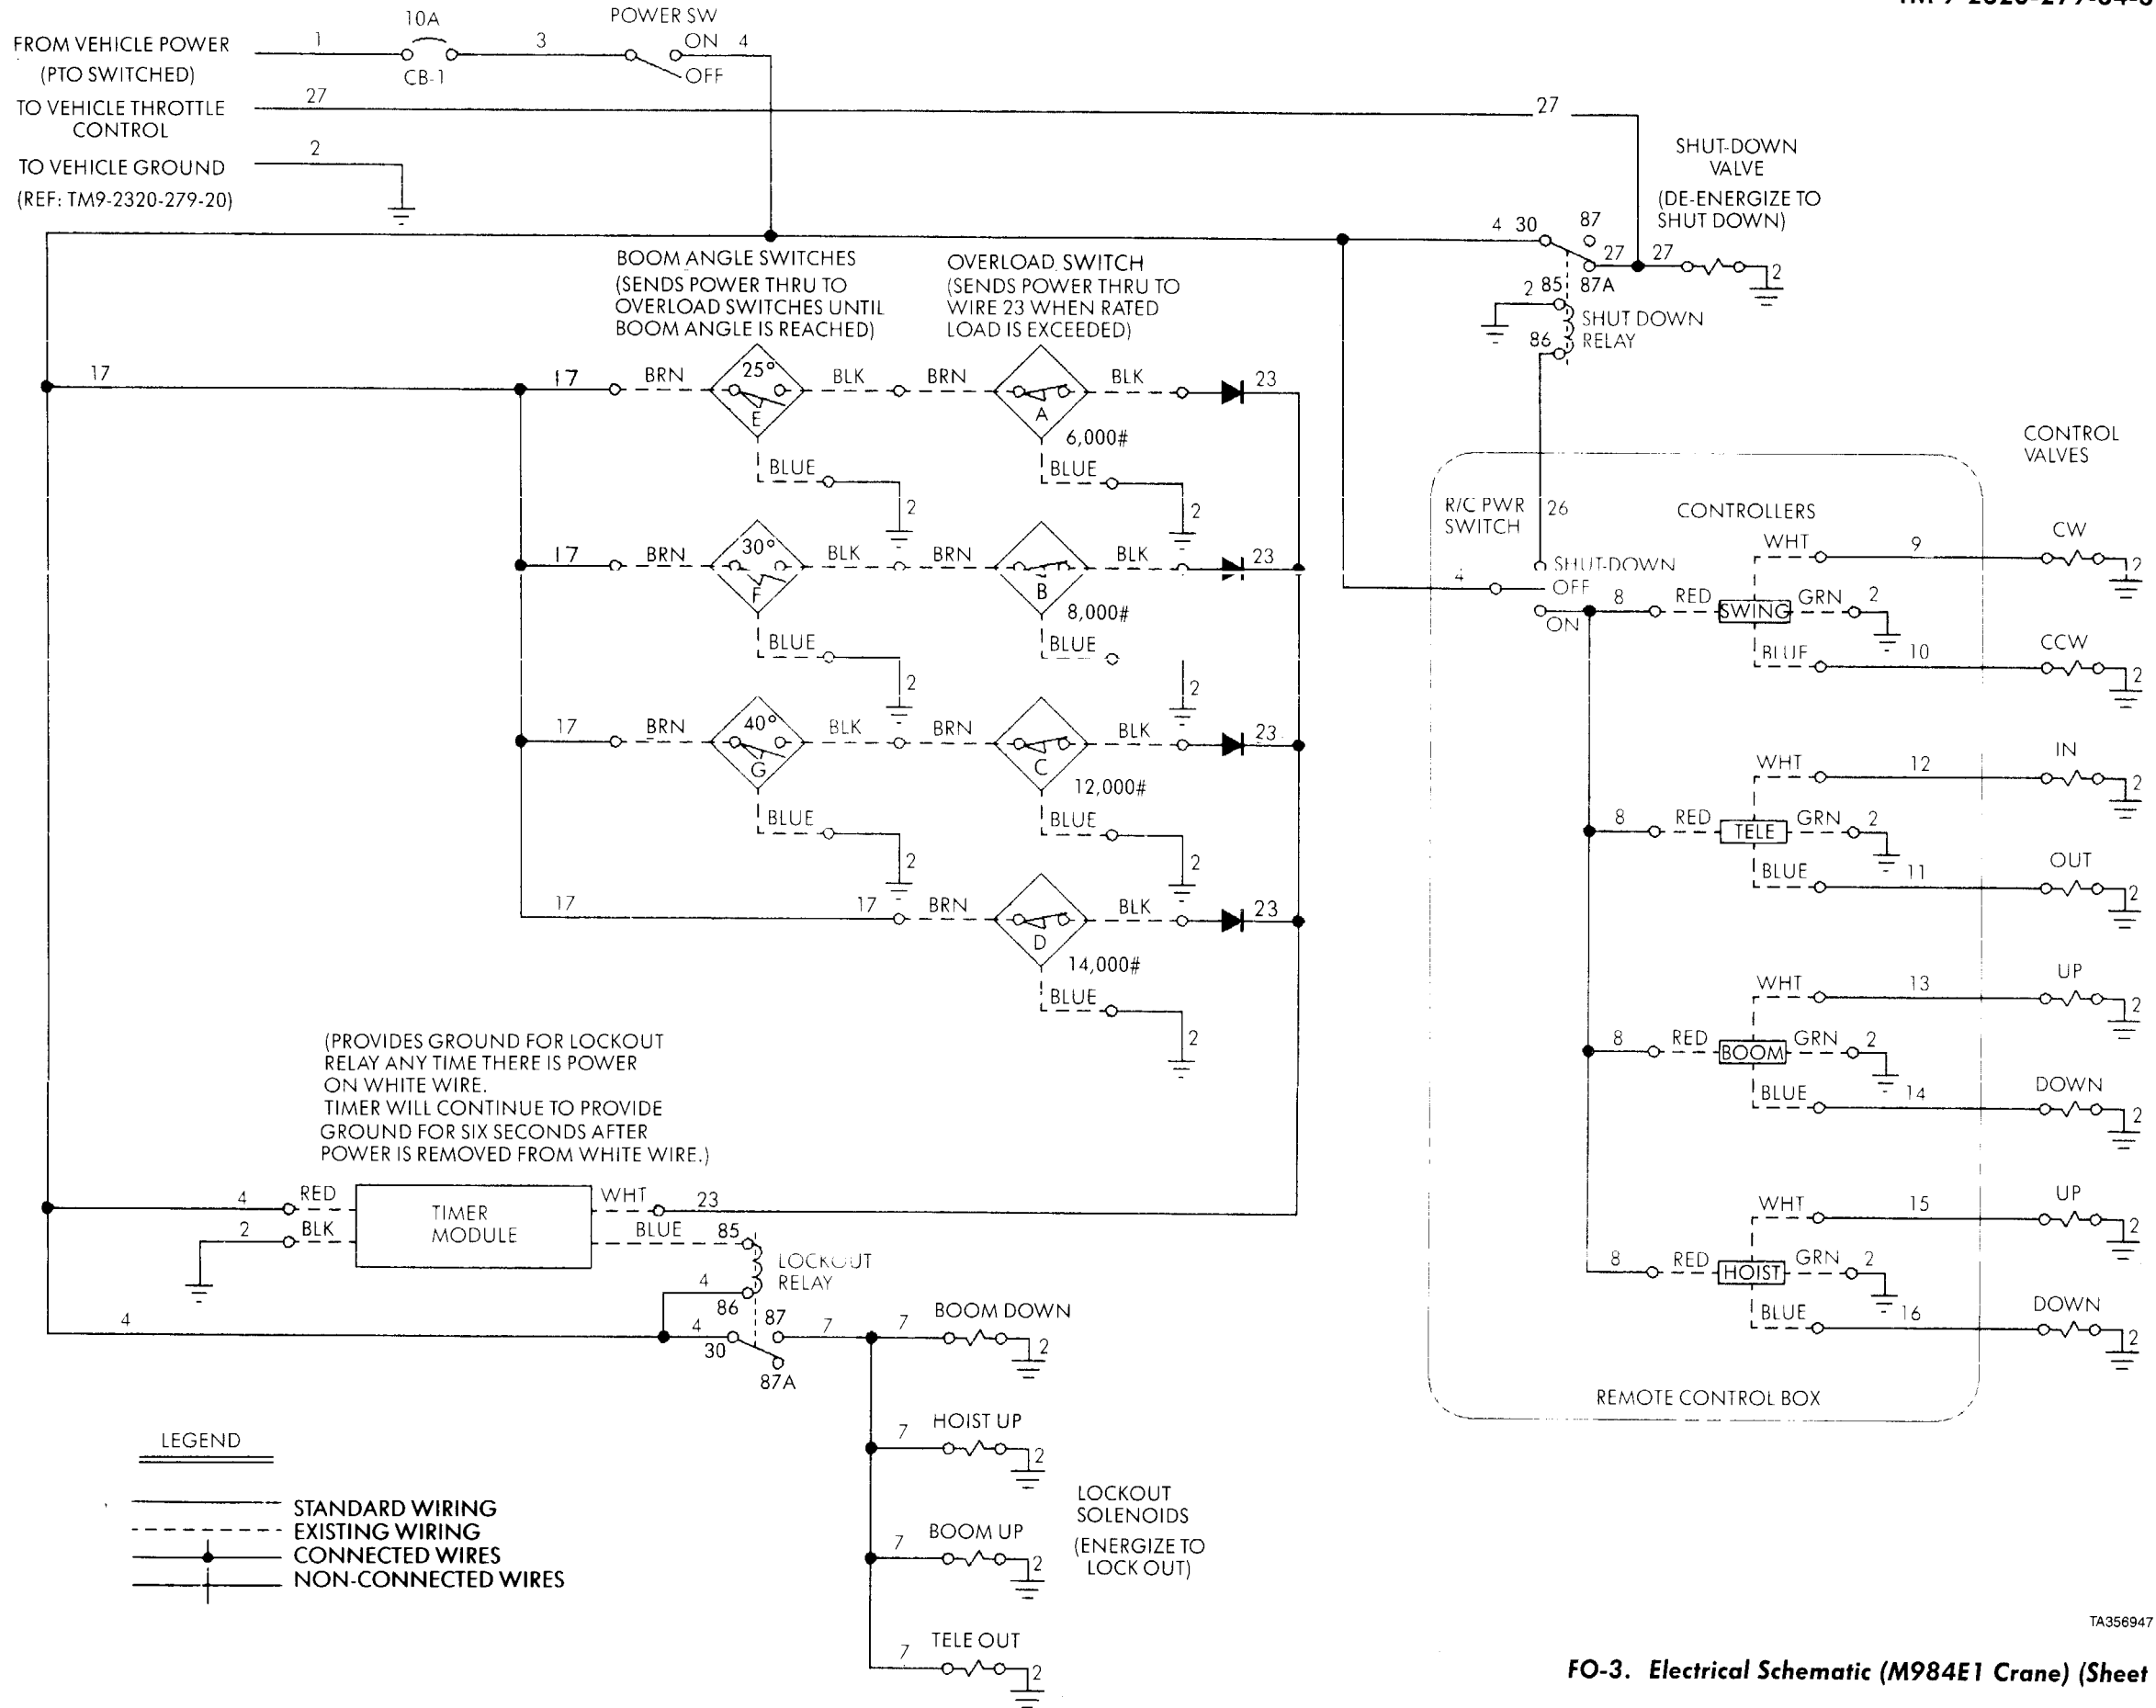 10A
POWER SW
FROM VEHICLE POWER
(PTO SWITCHED)
1
CB-1
3
ON 4
OFF
TO VEHICLE THROTTLE
CONTROL
27
27
TO VEHICLE GROUND
2
(REF: TM9-2320-279-20)
SHUT-DOWN
VALVE
(DE-ENERGIZE TO
SHUT DOWN)
4 30 87
27 27
2 85 87A 2
SHUT DOWN
RELAY
86
BOOM ANGLE SWITCHES
(SENDS POWER THRU TO
OVERLOAD SWITCHES UNTIL
BOOM ANGLE IS REACHED)
OVERLOAD SWITCH
(SENDS POWER THRU TO
WIRE 23 WHEN RATED
LOAD IS EXCEEDED)
17
17 BRN 25° BLK BRN BLK 23
E A
6,000#
BLUE BLUE
2 2
17 BRN 30° BLK BRN BLK 23
F B
8,000#
BLUE BLUE
2 2
17 BRN 40° BLK BRN BLK 23
G C
12,000#
BLUE BLUE
2 2
17 17 BRN BLK 23
D
14,000#
BLUE
2
CONTROL
VALVES
R/C PWR
SWITCH
26
CONTROLLERS
SHUT-DOWN
OFF
ON
4
WHT 9 CW 2
8 RED SWING GRN 2
BLUE 10 CCW 2
WHT 12 IN 2
8 RED TELE GRN 2
BLUE 11 OUT 2
WHT 13 UP 2
8 RED BOOM GRN 2
BLUE 14 DOWN 2
WHT 15 UP 2
8 RED HOIST GRN 2
BLUE 16 DOWN 2
REMOTE CONTROL BOX
(PROVIDES GROUND FOR LOCKOUT
RELAY ANY TIME THERE IS POWER
ON WHITE WIRE.
TIMER WILL CONTINUE TO PROVIDE
GROUND FOR SIX SECONDS AFTER
POWER IS REMOVED FROM WHITE WIRE.)
4 RED
2 BLK
TIMER
MODULE
WHT 23
BLUE 85
LOCKOUT
RELAY
4
86 87
4 4 7 7
30
87A
BOOM DOWN
2
HOIST UP
7 2
BOOM UP
7 2
TELE OUT
7 2
LOCKOUT
SOLENOIDS
(ENERGIZE TO
LOCK OUT)
LEGEND
STANDARD WIRING
EXISTING WIRING
CONNECTED WIRES
NON-CONNECTED WIRES
TA356947
FO-3. Electrical Schematic (M984E1 Crane) (Sheet